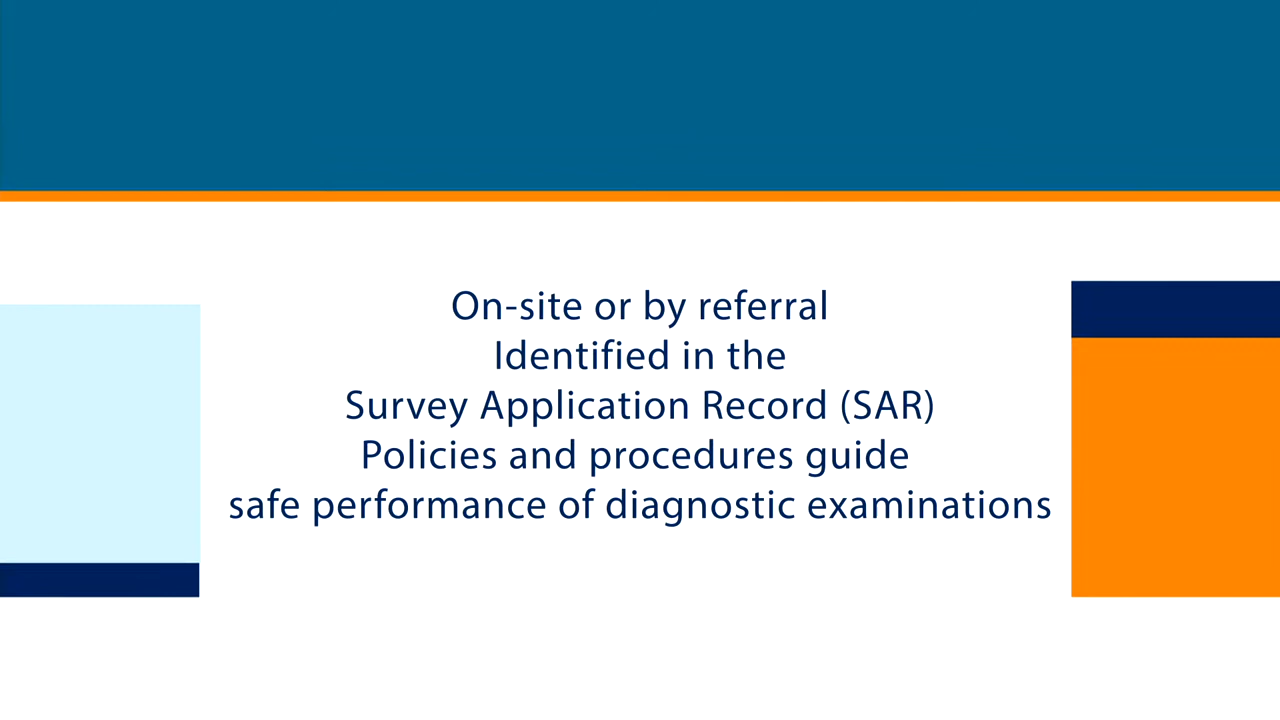 On-site or by referral
Identified in the
Survey Application Record (SAR)
Policies and procedures guide
safe performance of diagnostic examinations